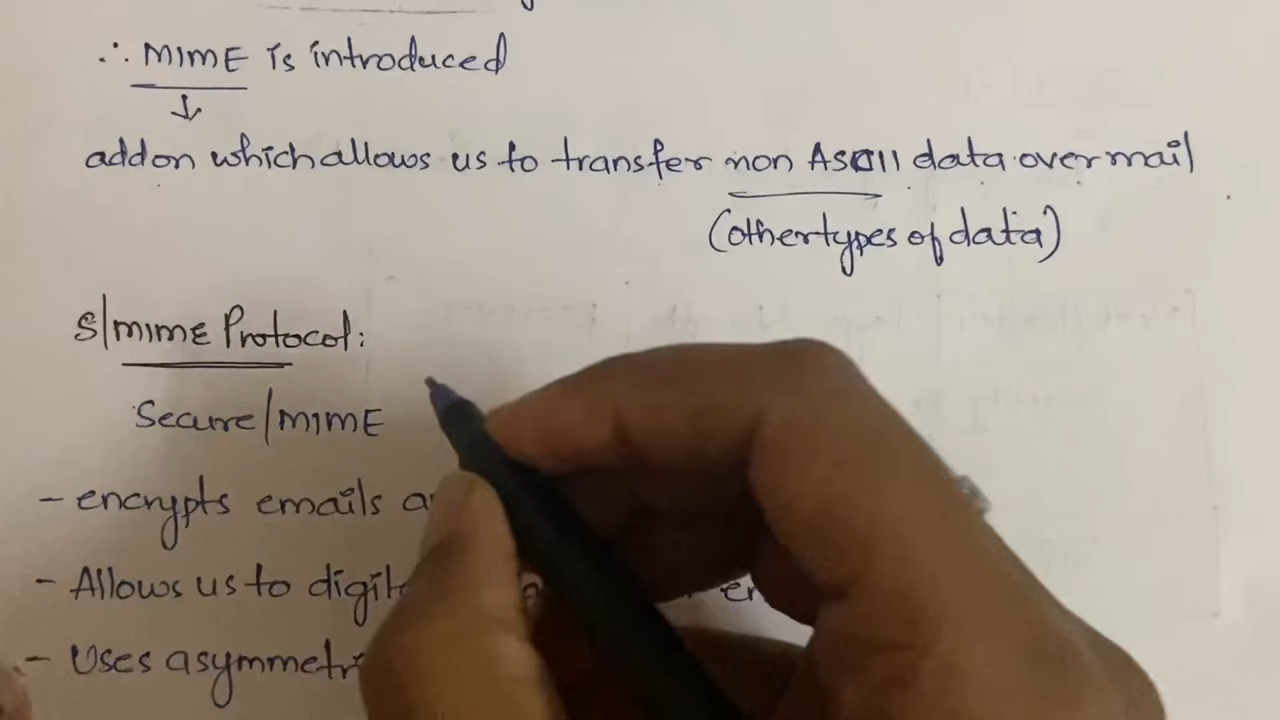 ∴ MIME is introduced
↓
addon which allows us to transfer non ASCII data over mail
(other types of data)
S/MIME Protocol:
Secure/MIME
- encrypts emails
- Allows us to
- Uses